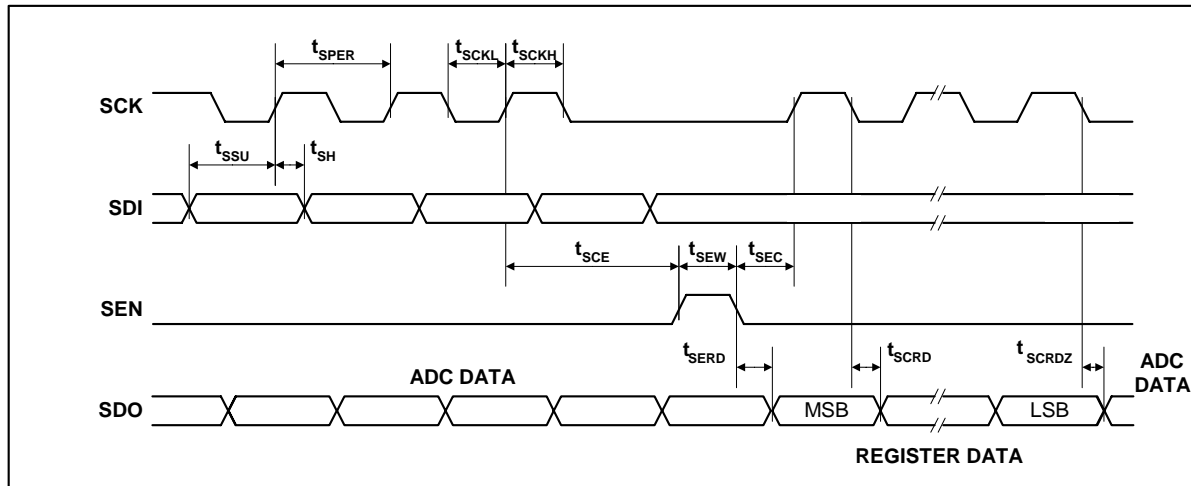 tSPER
tSCKL
tSCKH
SCK
tSSU
tSH
SDI
tSCE
tSEW
tSEC
SEN
tSERD
tSCRD
tSCRDZ
ADC DATA
ADC
DATA
SDO
MSB
LSB
REGISTER DATA